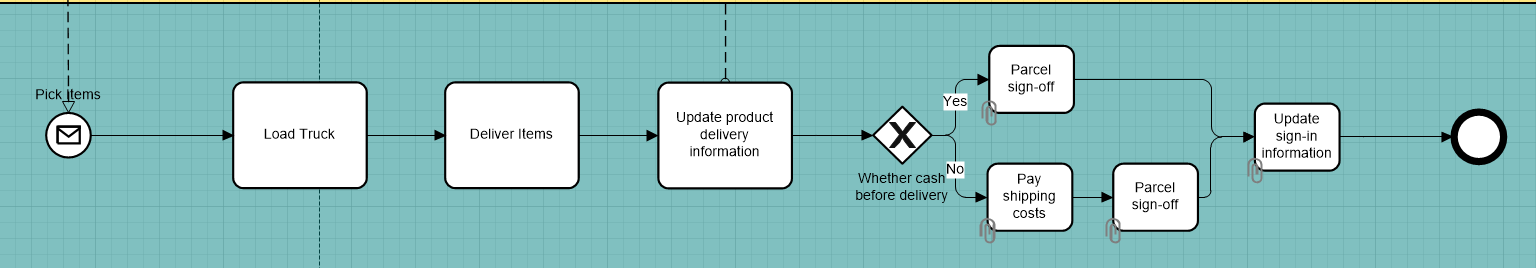 Pick Items
Load Truck
Deliver Items
Update product
delivery
information
Whether cash
before delivery
Yes
No
Parcel
sign-off
Pay
shipping
costs
Parcel
sign-off
Update
sign-in
information